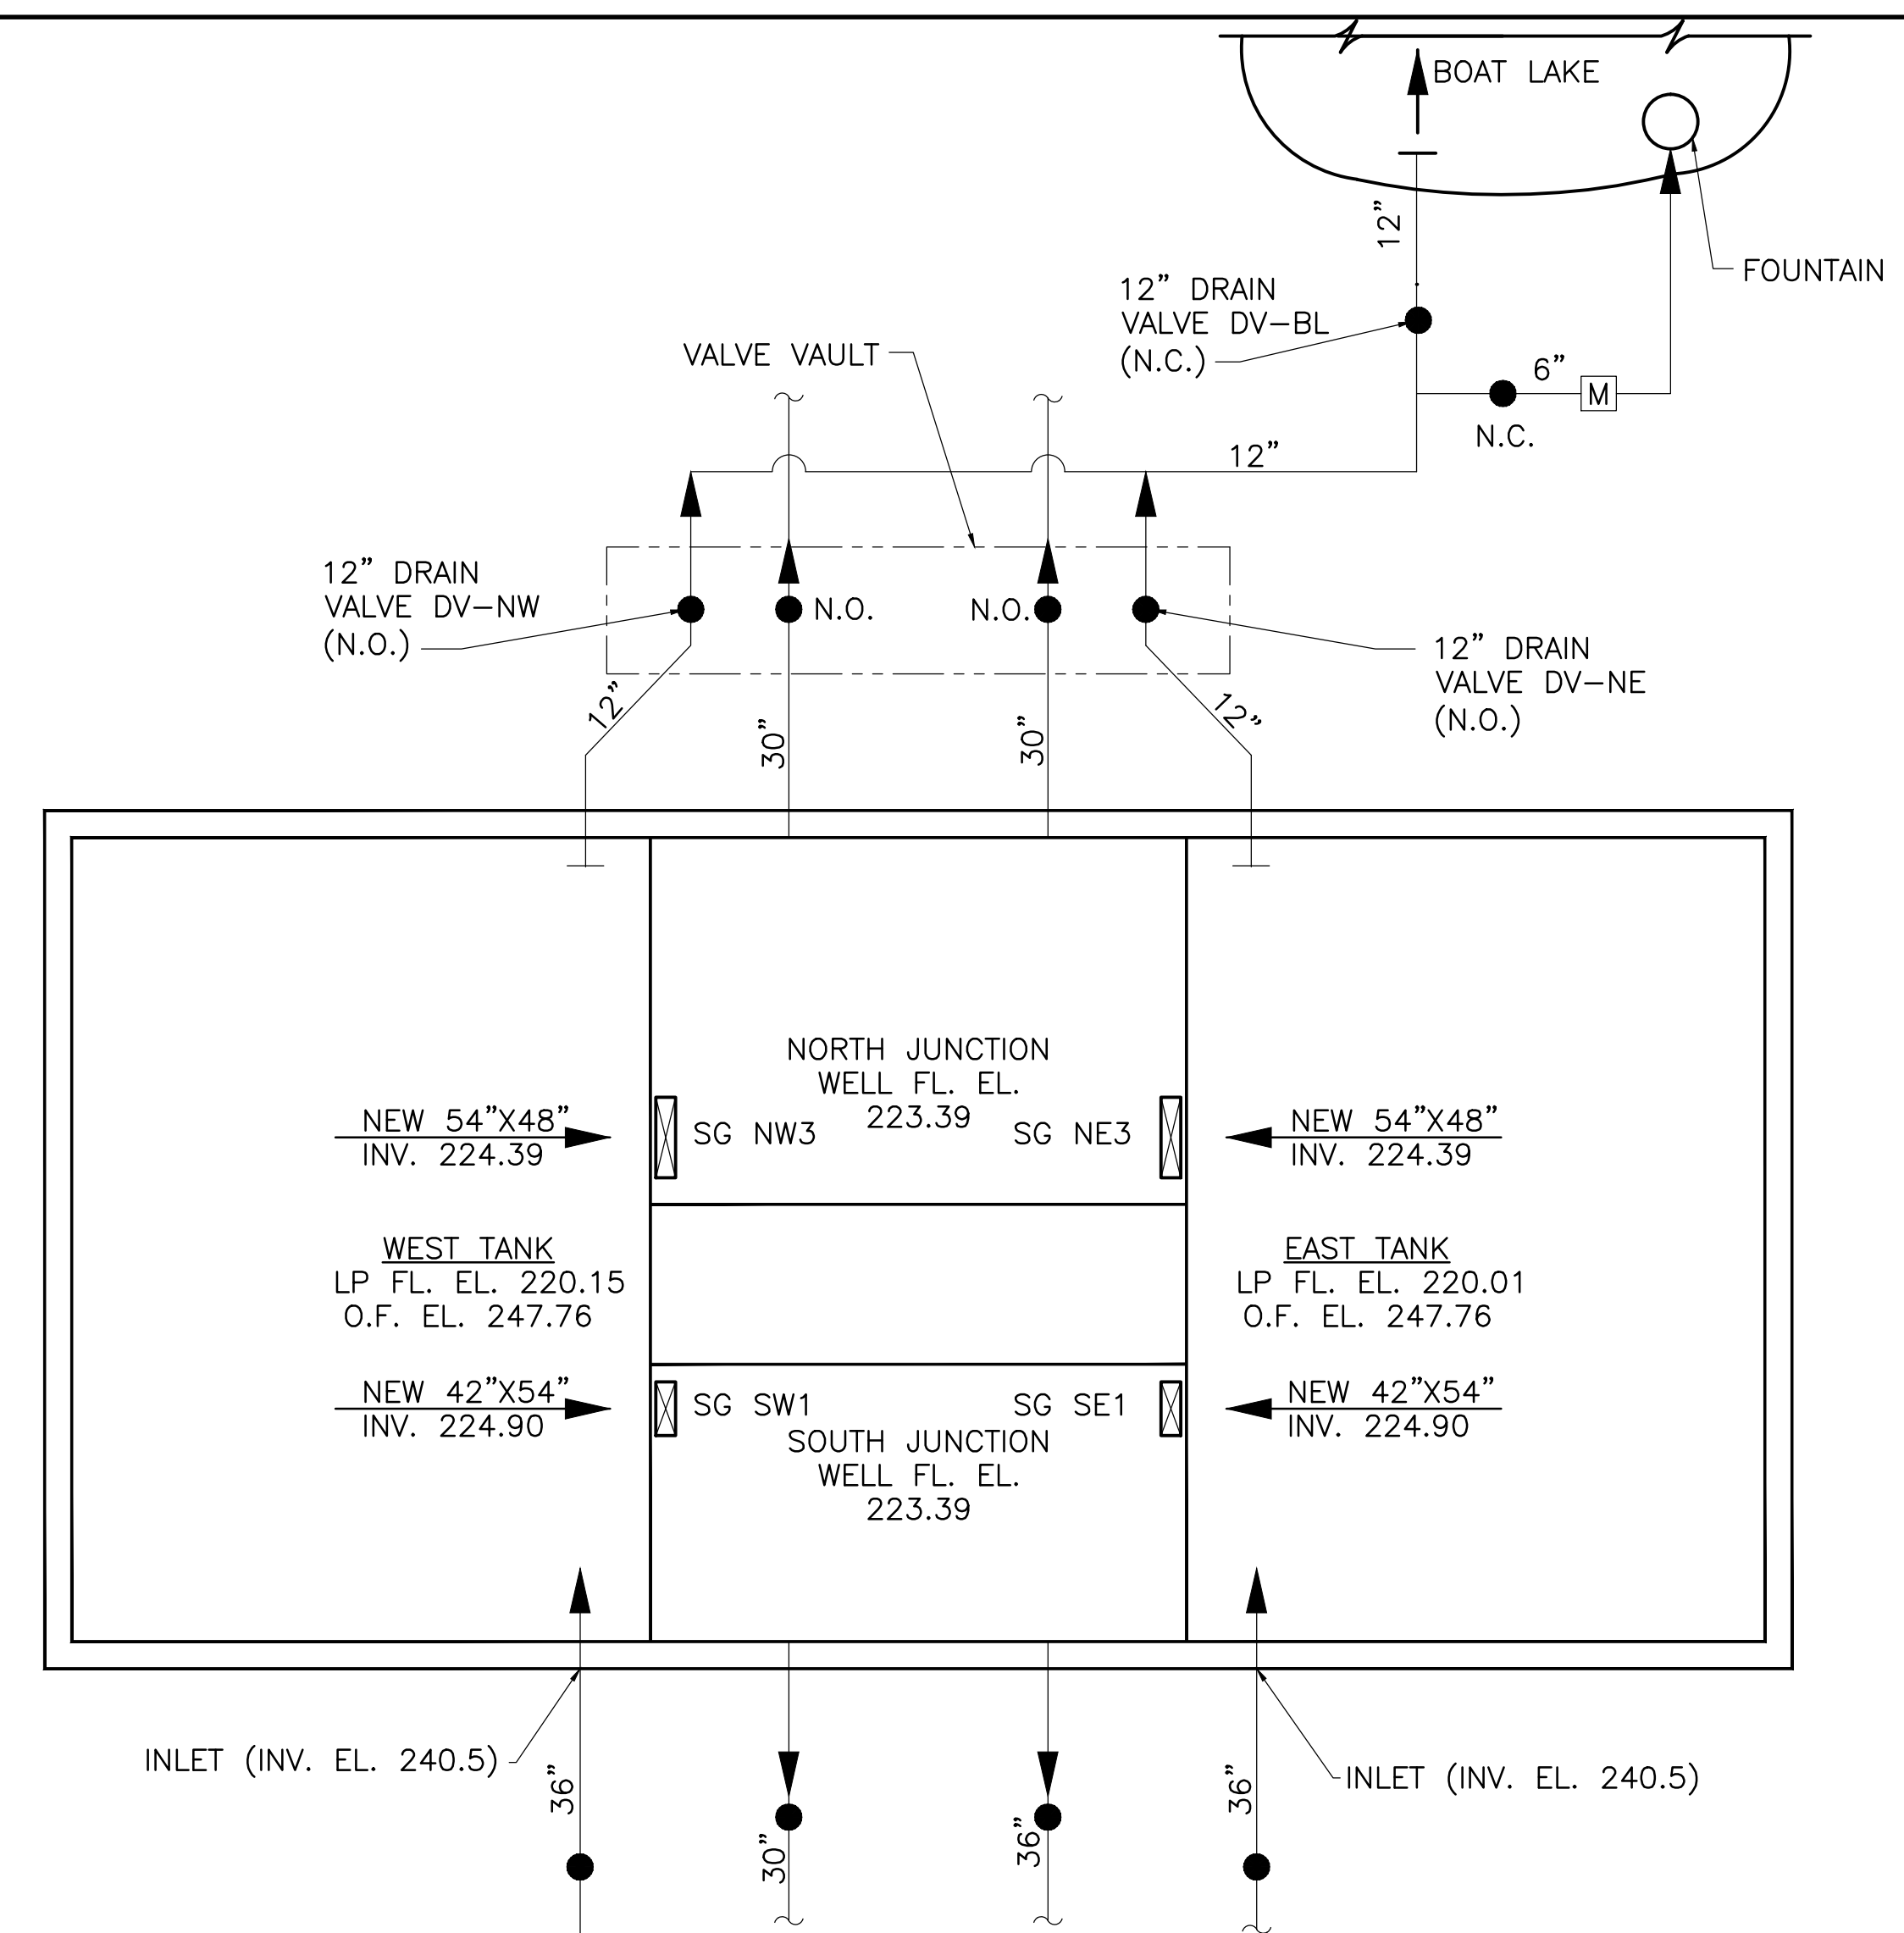 BOAT LAKE
12”
FOUNTAIN
12” DRAIN
VALVE DV-BL
(N.C.)
VALVE VAULT
6”
M
N.C.
12”
12” DRAIN
VALVE DV-NW
(N.O.)
N.O.
N.O.
12” DRAIN
VALVE DV-NE
(N.O.)
12”
30”
30”
12”
NORTH JUNCTION
WELL FL. EL.
223.39
NEW 54”X48”
INV. 224.39
SG NW3
SG NE3
NEW 54”X48”
INV. 224.39
WEST TANK
LP FL. EL. 220.15
O.F. EL. 247.76
EAST TANK
LP FL. EL. 220.01
O.F. EL. 247.76
NEW 42”X54”
INV. 224.90
SG SW1
SG SE1
NEW 42”X54”
INV. 224.90
SOUTH JUNCTION
WELL FL. EL.
223.39
INLET (INV. EL. 240.5)
36”
30”
36”
36”
INLET (INV. EL. 240.5)